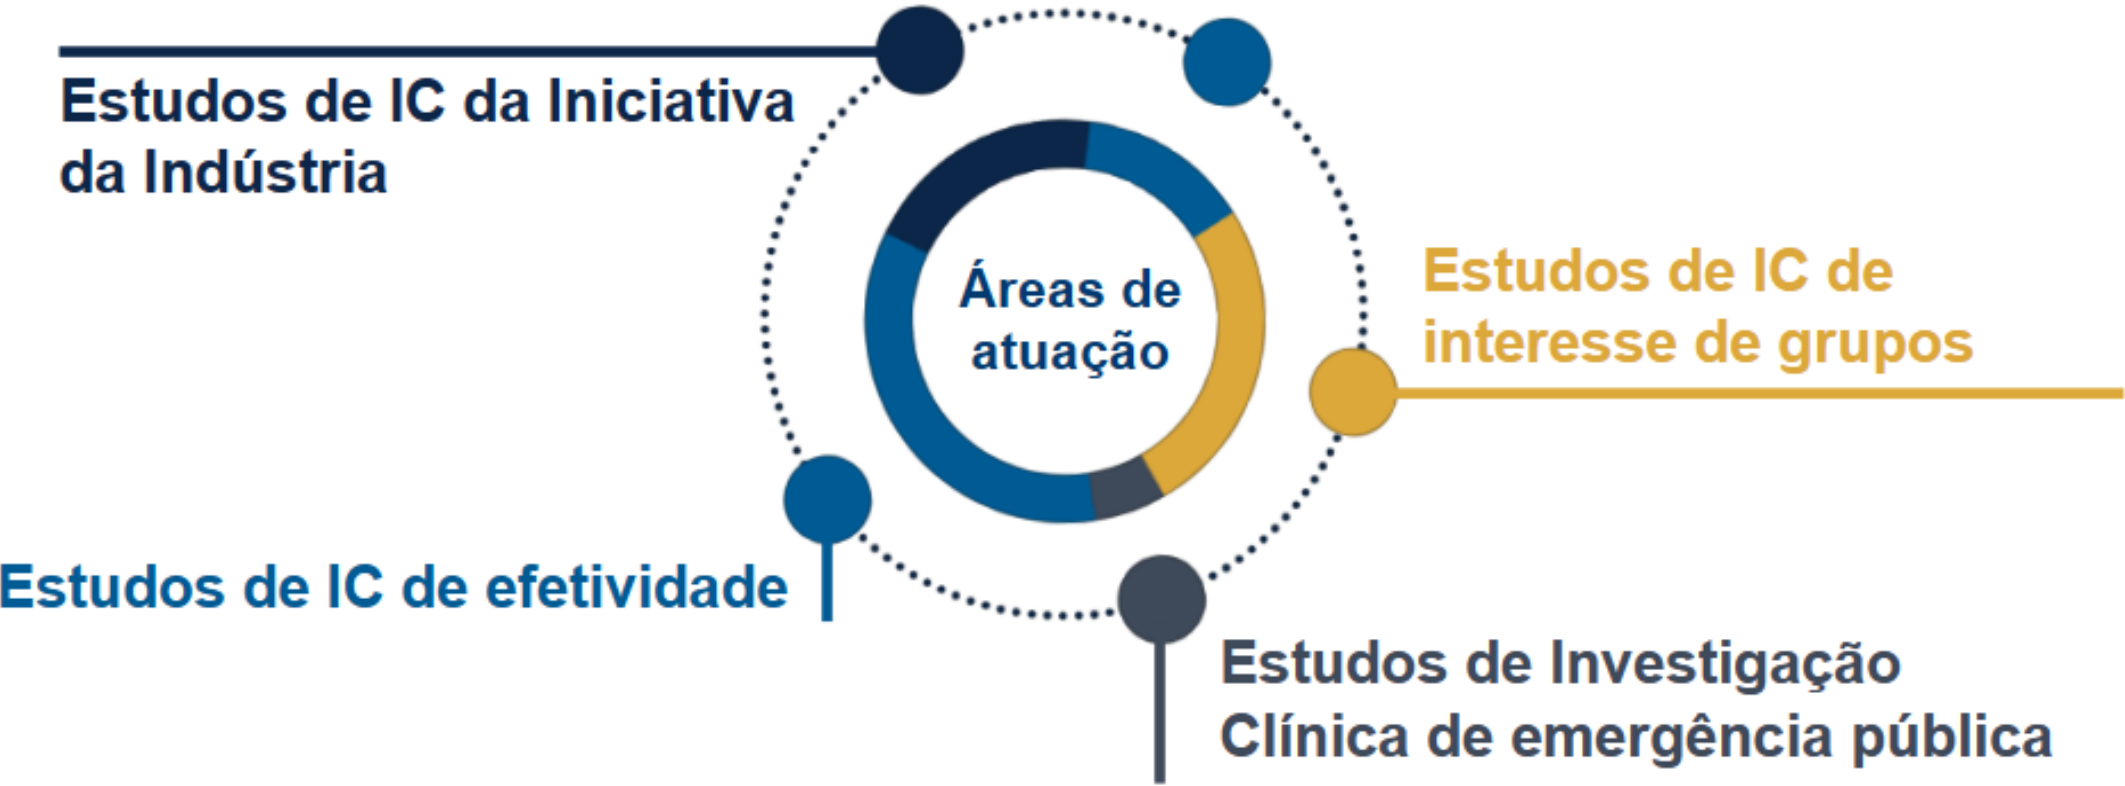 Estudos de IC da Iniciativa
da Indústria
Áreas de
atuação
Estudos de IC de
interesse de grupos
Estudos de IC de efetividade
Estudos de Investigação
Clínica de emergência pública